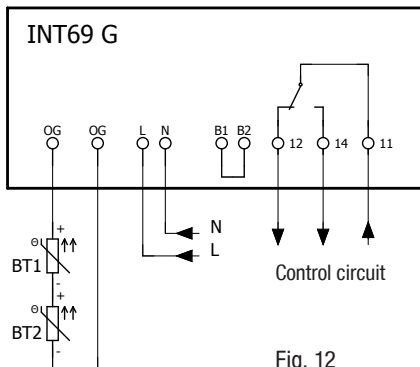 INT69 G
OG OG L N B1 B2 12 14 11
N
L
Control circuit
+
Θ
BT1
-
+
Θ
BT2
-
Fig. 12